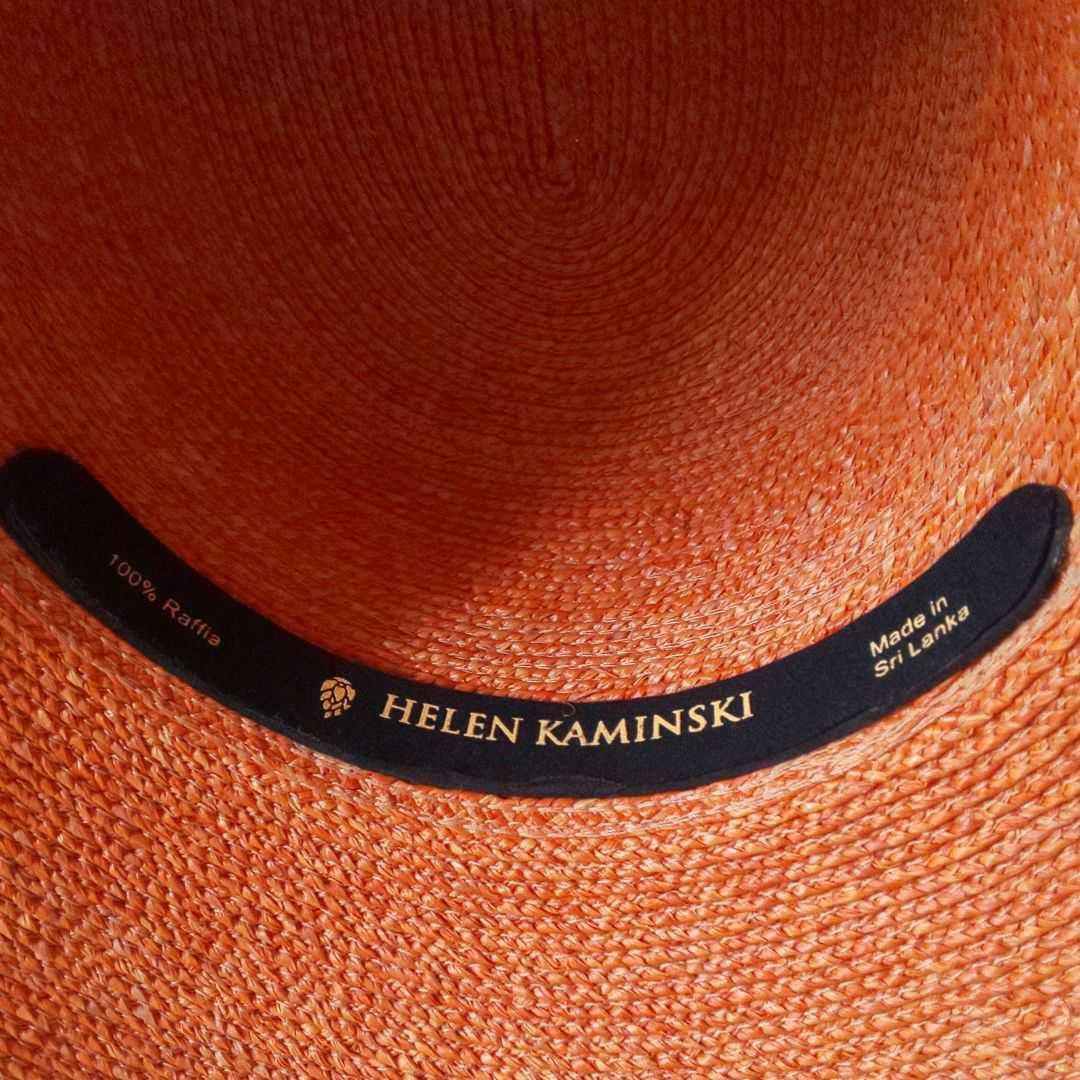 100% Raffia
HELEN KAMINSKI
Made in
Sri Lanka